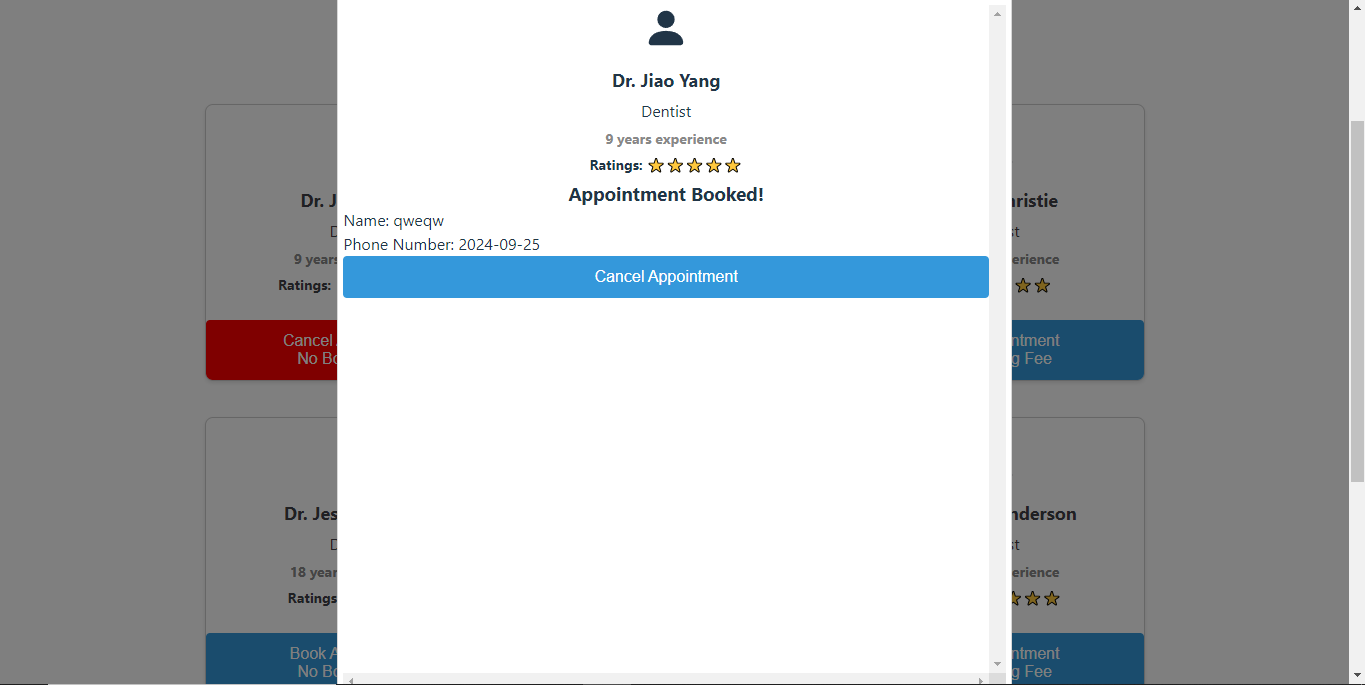 Dr. Jiao Yang
Dentist
9 years experience
Ratings:
Appointment Booked!
Name: qweqw
Phone Number: 2024-09-25
Cancel Appointment
Dr. J
D
9 years
Ratings:
Cancel A
No Bo
hristie
st
erience
ntment
g Fee
Dr. Jes
D
18 year
Ratings
Book A
No Bo
nderson
st
erience
ntment
g Fee